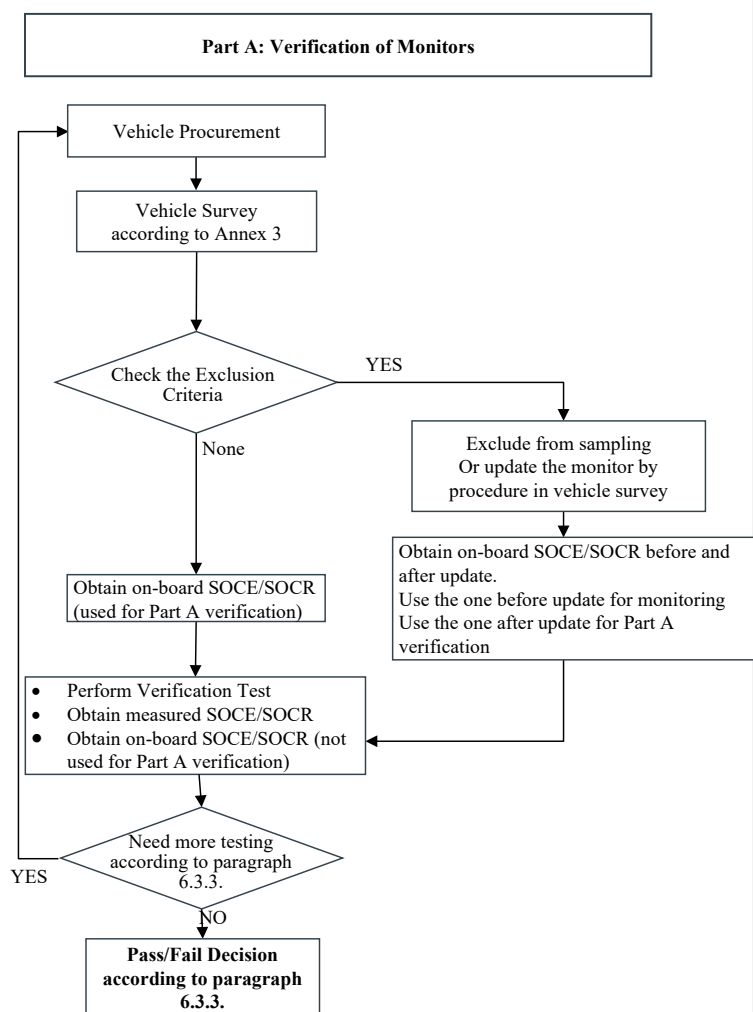 Part A: Verification of Monitors
Vehicle Procurement
Vehicle Survey
according to Annex 3
Check the Exclusion
Criteria
YES
None
Exclude from sampling
Or update the monitor by
procedure in vehicle survey
Obtain on-board SOCE/SOCR before and
after update.
Use the one before update for monitoring
Use the one after update for Part A
verification
Obtain on-board SOCE/SOCR
(used for Part A verification)
• Perform Verification Test
• Obtain measured SOCE/SOCR
• Obtain on-board SOCE/SOCR (not
used for Part A verification)
Need more testing
according to paragraph
6.3.3.
YES
NO
Pass/Fail Decision
according to paragraph
6.3.3.